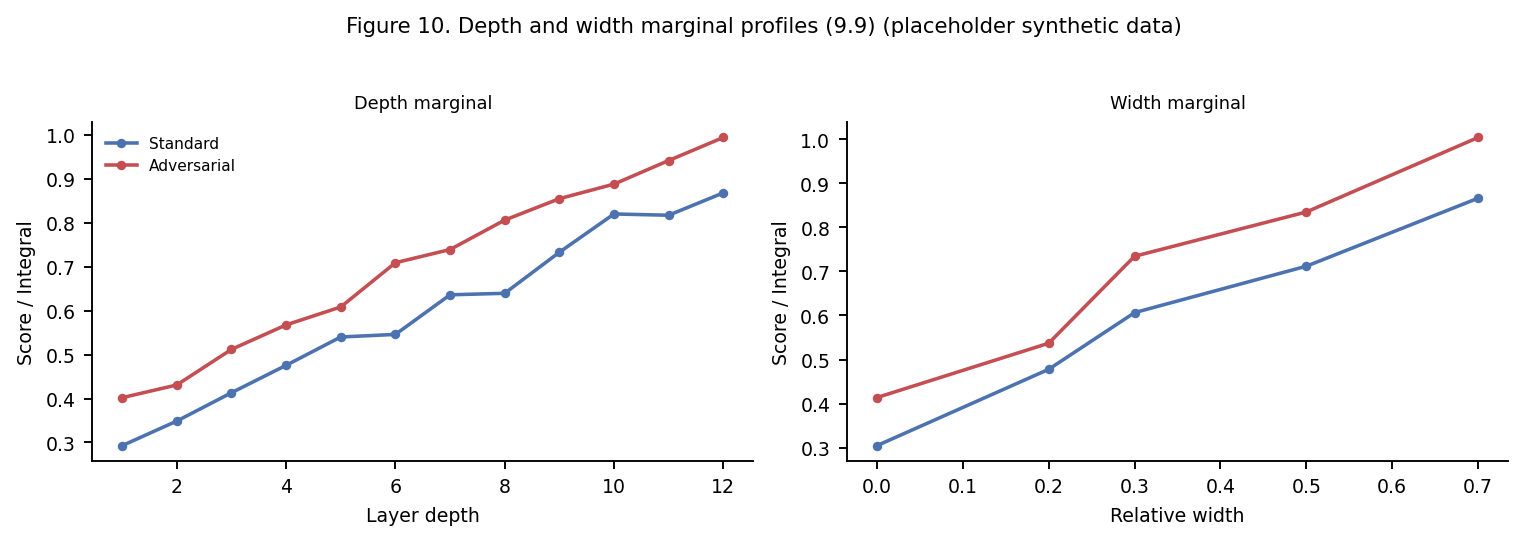 Figure 10. Depth and width marginal profiles (9.9) (placeholder synthetic data)
Depth marginal
Standard
Adversarial
Score / Integral
1.0
0.9
0.8
0.7
0.6
0.5
0.4
0.3
2 4 6 8 10 12
Layer depth
Width marginal
Score / Integral
1.0
0.9
0.8
0.7
0.6
0.5
0.4
0.3
0.0 0.1 0.2 0.3 0.4 0.5 0.6 0.7
Relative width